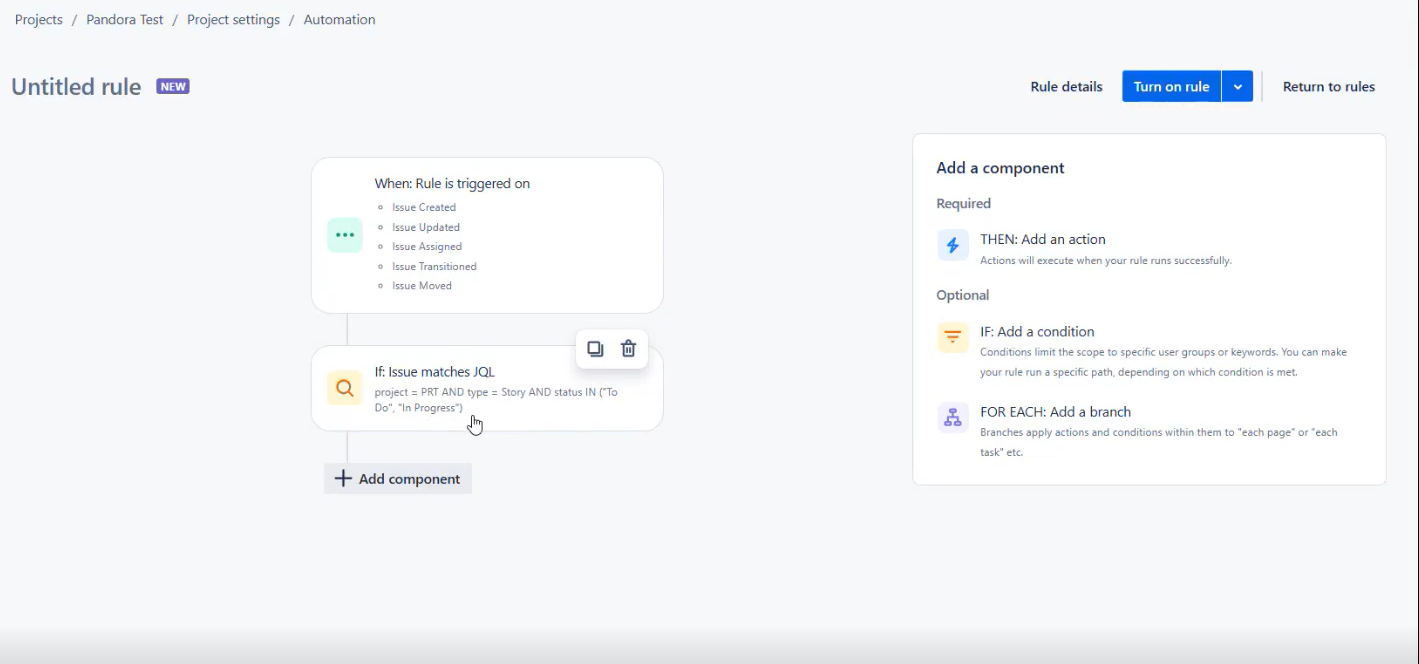 Projects / Pandora Test / Project settings / Automation
Untitled rule NEW
Rule details Turn on rule Return to rules
When: Rule is triggered on
Issue Created
Issue Updated
Issue Assigned
Issue Transitioned
Issue Moved
If: Issue matches JQL
project = PRT AND type = Story AND status IN ("To
Do", "In Progress")
Add component
Add a component
Required
THEN: Add an action
Actions will execute when your rule runs successfully.
Optional
IF: Add a condition
Conditions limit the scope to specific user groups or keywords. You can make
your rule run a specific path, depending on which condition is met.
FOR EACH: Add a branch
Branches apply actions and conditions within them to "each page" or "each
task" etc.